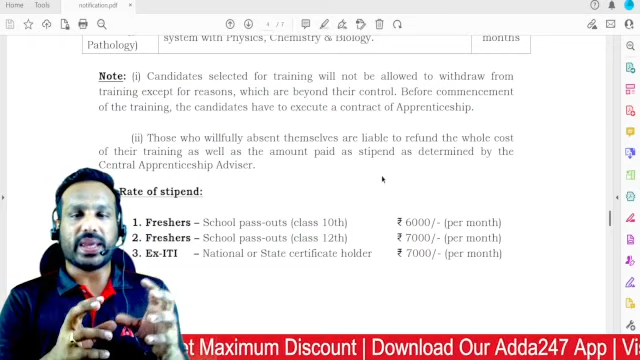 Home Tools notification.pdf
4 / 7
Pathology)
system with Physics, Chemistry & Biology.
months
Note: (i) Candidates selected for training will not be allowed to withdraw from
training except for reasons, which are beyond their control. Before commencement
of the training, the candidates have to execute a contract of Apprenticeship.
(ii) Those who willfully absent themselves are liable to refund the whole cost
of their training as well as the amount paid as stipend as determined by the
Central Apprenticeship Adviser.
Rate of stipend:
1. Freshers – School pass-outs (class 10th) ₹ 6000/- (per month)
2. Freshers – School pass-outs (class 12th) ₹ 7000/- (per month)
3. Ex-ITI – National or State certificate holder ₹ 7000/- (per month)
et Maximum Discount | Download Our Adda247 App | Vi